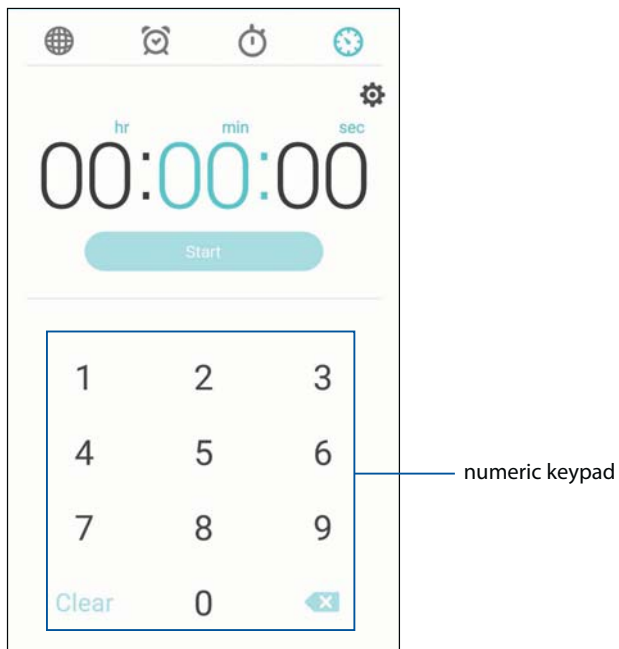 hr min sec
00:00:00
Start
1 2 3
4 5 6
numeric keypad
7 8 9
Clear 0